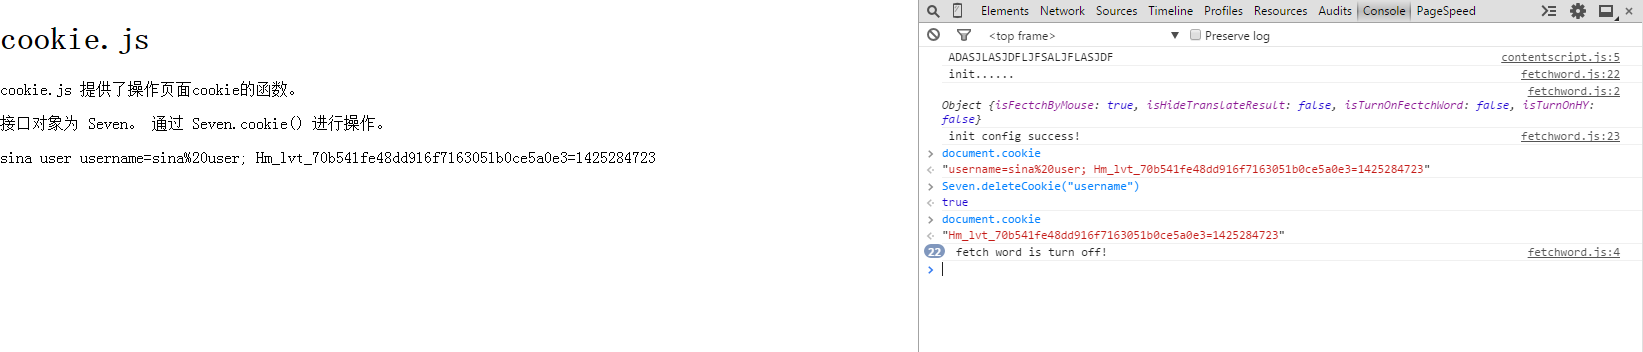 cookie.js
cookie.js 提供了操作页面cookie的函数。
接口对象为 Seven。 通过 Seven.cookie() 进行操作。
sina user username=sina%20user; Hm_lvt_70b541fe48dd916f7163051b0ce5a0e3=1425284723
Elements Network Sources Timeline Profiles Resources Audits Console PageSpeed
<top frame> Preserve log
ADASJLASJDFLJFSALJFLASJDF contentscript.js:5
init...... fetchword.js:22
fetchword.js:2
Object {isFectchByMouse: true, isHideTranslateResult: false, isTurnOnFectchWord: false, isTurnOnHY:
false}
init config success! fetchword.js:23
document.cookie
"username=sina%20user; Hm_lvt_70b541fe48dd916f7163051b0ce5a0e3=1425284723"
Seven.deleteCookie("username")
true
document.cookie
"Hm_lvt_70b541fe48dd916f7163051b0ce5a0e3=1425284723"
22 fetch word is turn off! fetchword.js:4